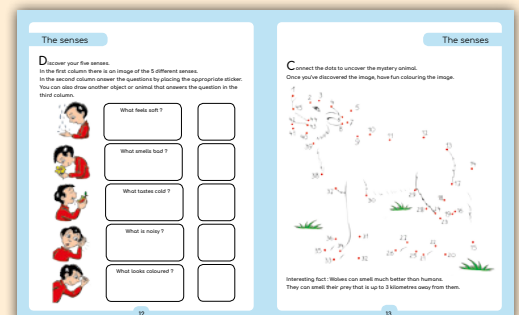 The senses
Discover your five senses.
In the first column there is an image of the 5 different senses.
In the second column answer the questions by placing the appropriate sticker.
You can also draw another object or animal that answers the question in the
third column.
What feels soft ?
What smells bad ?
What tastes cold ?
What is noisy ?
What looks coloured ?
12
The senses
Connect the dots to uncover the mystery animal.
Once you've discovered the image, have fun colouring the image.
Interesting fact : Wolves can smell much better than humans.
They can smell their prey that is up to 3 kilometres away from them.
13